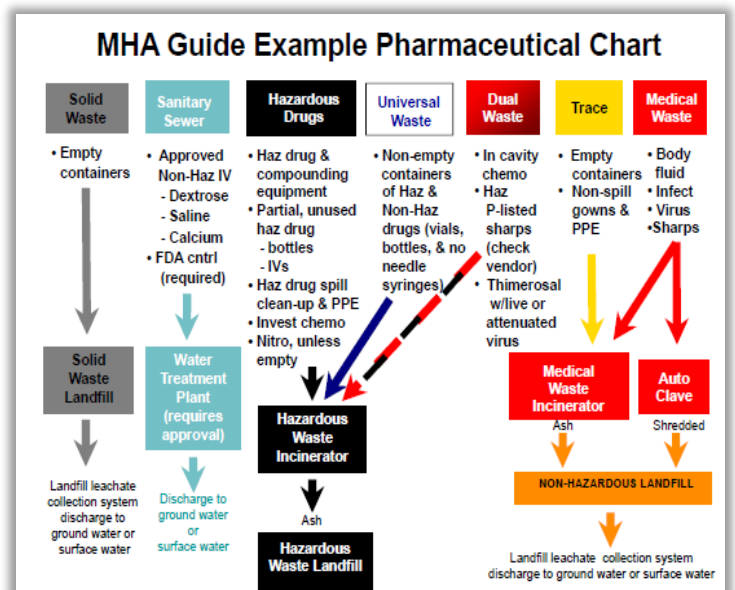 MHA Guide Example Pharmaceutical Chart
Solid
Waste
• Empty
containers
Solid
Waste
Landfill
Landfill leachate
collection system
discharge to
ground water or
surface water
Sanitary
Sewer
• Approved
Non-Haz IV
- Dextrose
- Saline
- Calcium
• FDA cntrl
(required)
Water
Treatment
Plant
(requires
approval)
Discharge to
ground water
or
surface water
Hazardous
Drugs
• Haz drug &
compounding
equipment
• Partial, unused
haz drug
- bottles
- IVs
• Haz drug spill
clean-up & PPE
• Invest chemo
• Nitro, unless
empty
Hazardous
Waste
Incinerator
Ash
Hazardous
Waste Landfill
Universal
Waste
• Non-empty
containers
of Haz &
Non-Haz
drugs (vials,
bottles, & no
needle
syringes)
Dual
Waste
• In cavity
chemo
• Haz
P-listed
sharps
(check
vendor)
• Thimerosal
w/live or
attenuated
virus
Trace
• Empty
containers
• Non-spill
gowns &
PPE
Medical
Waste
• Body
fluid
• Infect
• Virus
•Sharps
Medical
Waste
Incinerator
Ash
Auto
Clave
Shredded
NON-HAZARDOUS LANDFILL
Landfill leachate collection system
discharge to ground water or surface water